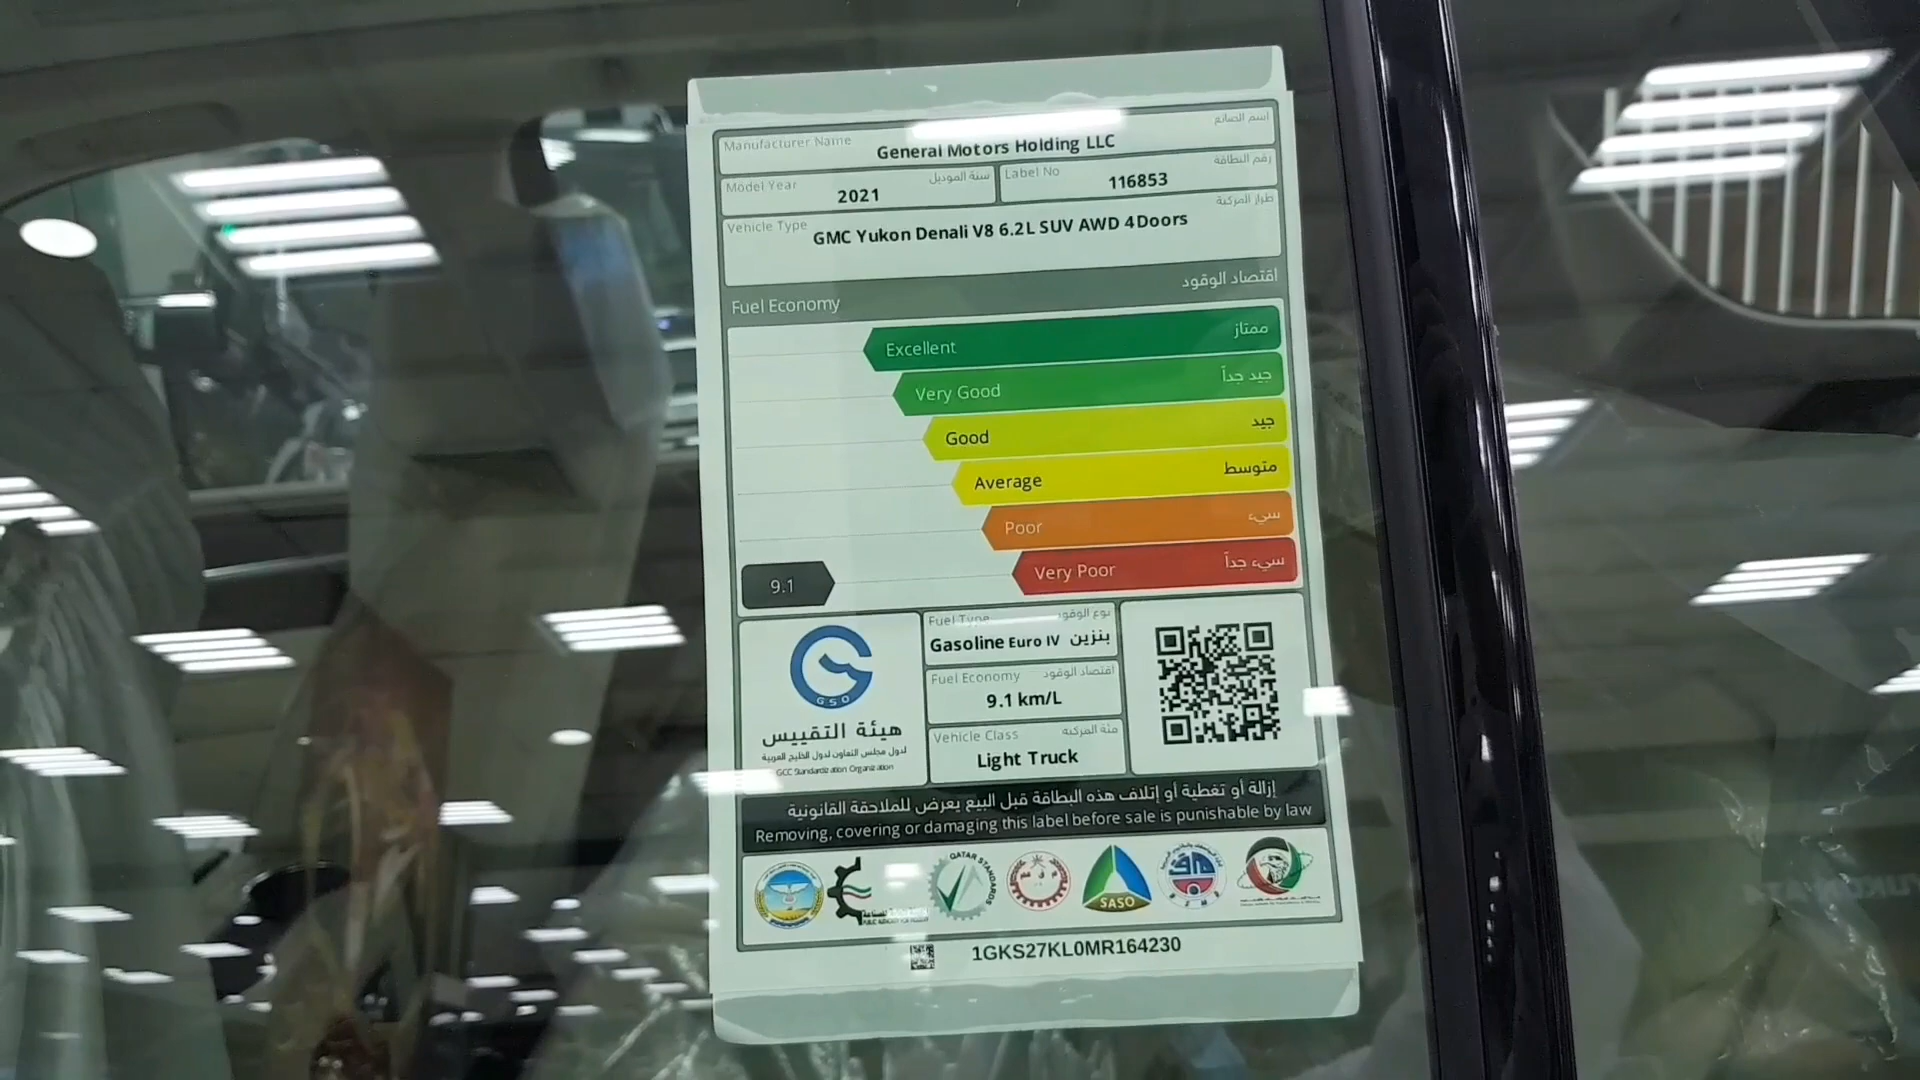 Manufacturer Name اسم الصانع
General Motors Holding LLC
Model Year سنة الموديل
2021
Label No رقم البطاقة
116853
Vehicle Type طراز المركبة
GMC Yukon Denali V8 6.2L SUV AWD 4Doors
Fuel Economy اقتصاد الوقود
Excellent ممتاز
Very Good جيد جداً
Good جيد
Average متوسط
Poor سيء
Very Poor سيء جداً
9.1
GSO
هيئة التقييس
لدول مجلس التعاون لدول الخليج العربية
GCC Standardization Organization
Fuel Type نوع الوقود
Gasoline Euro IV بنزين
Fuel Economy اقتصاد الوقود
9.1 km/L
Vehicle Class فئة المركبة
Light Truck
إزالة أو تغطية أو إتلاف هذه البطاقة قبل البيع يعرض للملاحقة القانونية
Removing, covering or damaging this label before sale is punishable by law
QATAR STANDARDS
SASO
1GKS27KL0MR164230